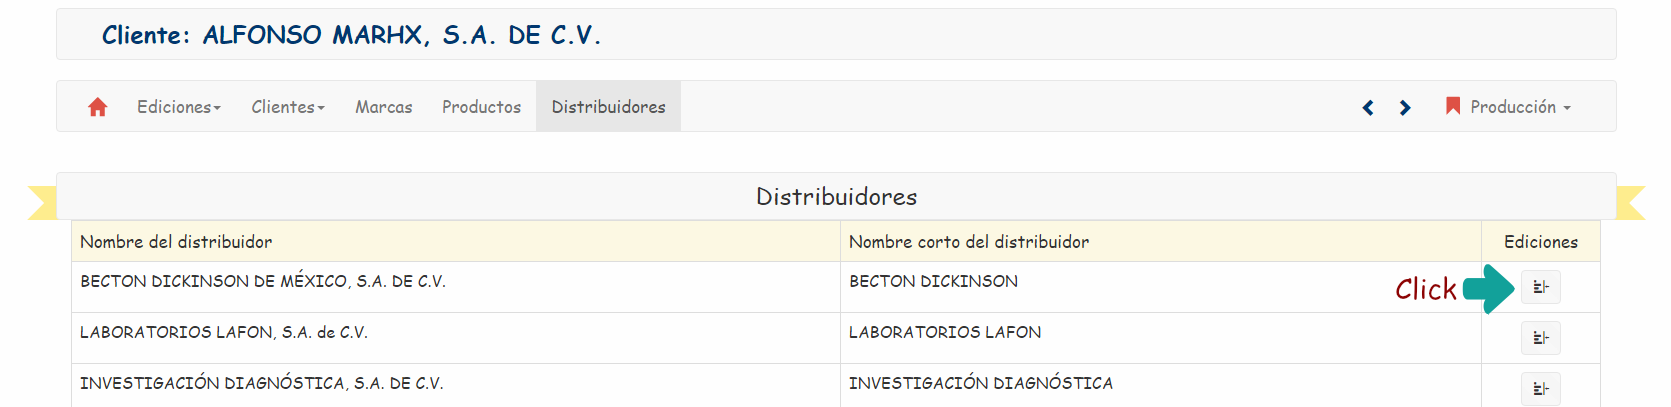 Cliente: ALFONSO MARHX, S.A. DE C.V.
Ediciones Clientes Marcas Productos Distribuidores Producción
Distribuidores
Nombre del distribuidor Nombre corto del distribuidor Ediciones
BECTON DICKINSON DE MÉXICO, S.A. DE C.V. BECTON DICKINSON Click
LABORATORIOS LAFON, S.A. de C.V. LABORATORIOS LAFON
INVESTIGACIÓN DIAGNÓSTICA, S.A. DE C.V. INVESTIGACIÓN DIAGNÓSTICA